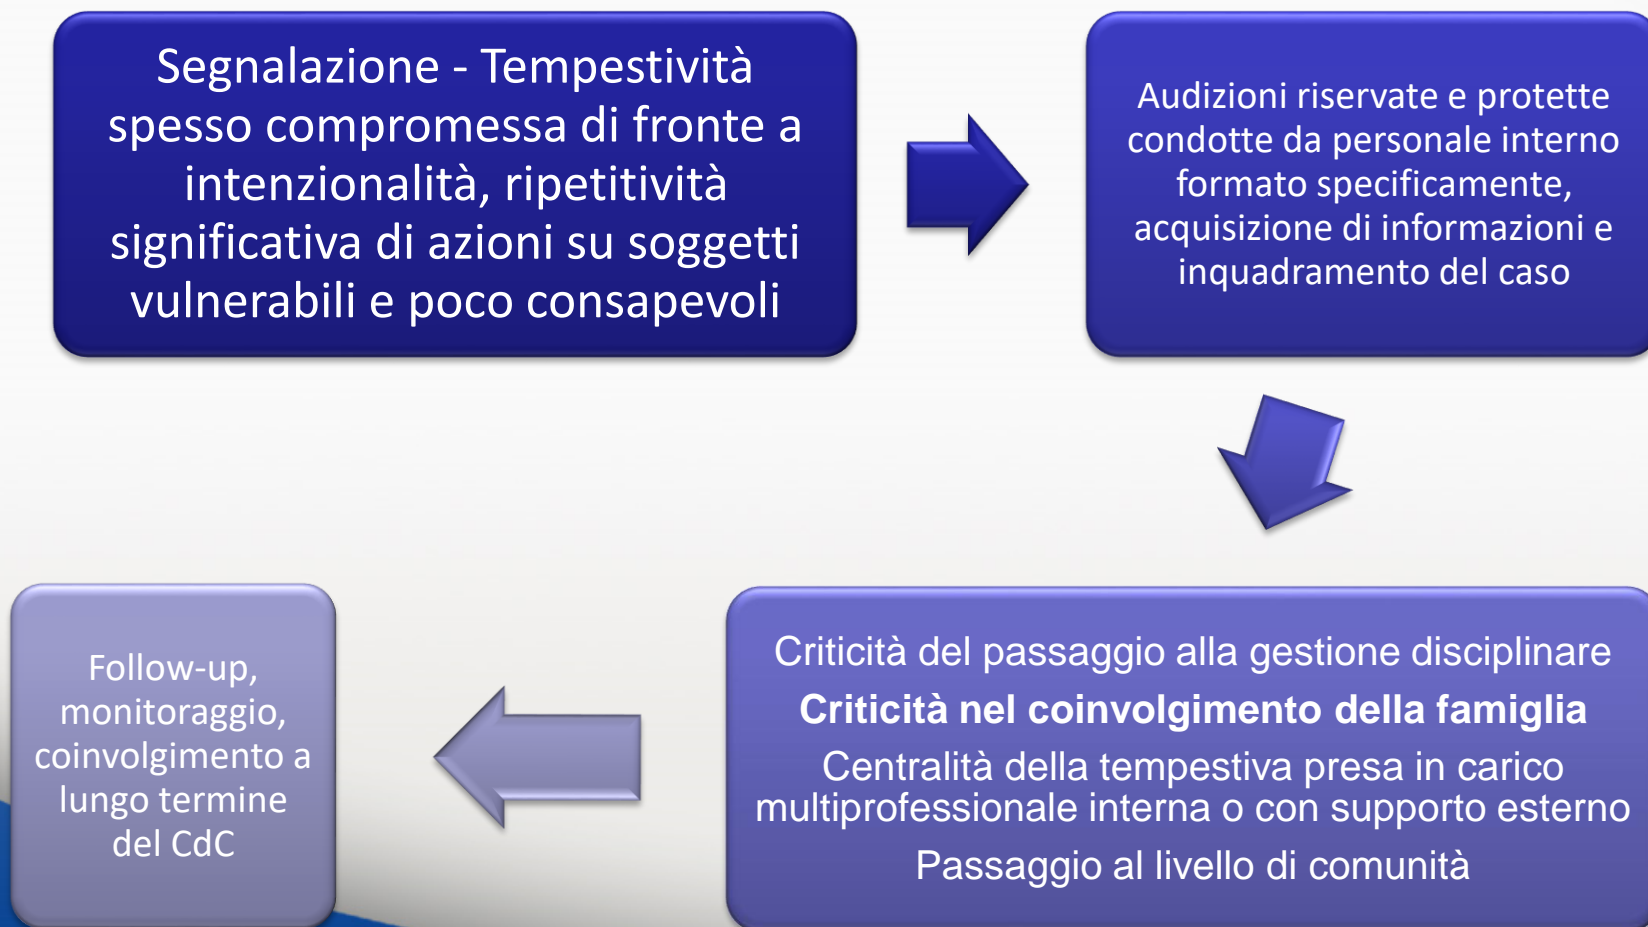 Segnalazione - Tempestività
spesso compromessa di fronte a
intenzionalità, ripetitività
significativa di azioni su soggetti
vulnerabili e poco consapevoli
Audizioni riservate e protette
condotte da personale interno
formato specificamente,
acquisizione di informazioni e
inquadramento del caso
Criticità del passaggio alla gestione disciplinare
Criticità nel coinvolgimento della famiglia
Centralità della tempestiva presa in carico
multiprofessionale interna o con supporto esterno
Passaggio al livello di comunità
Follow-up,
monitoraggio,
coinvolgimento a
lungo termine
del CdC